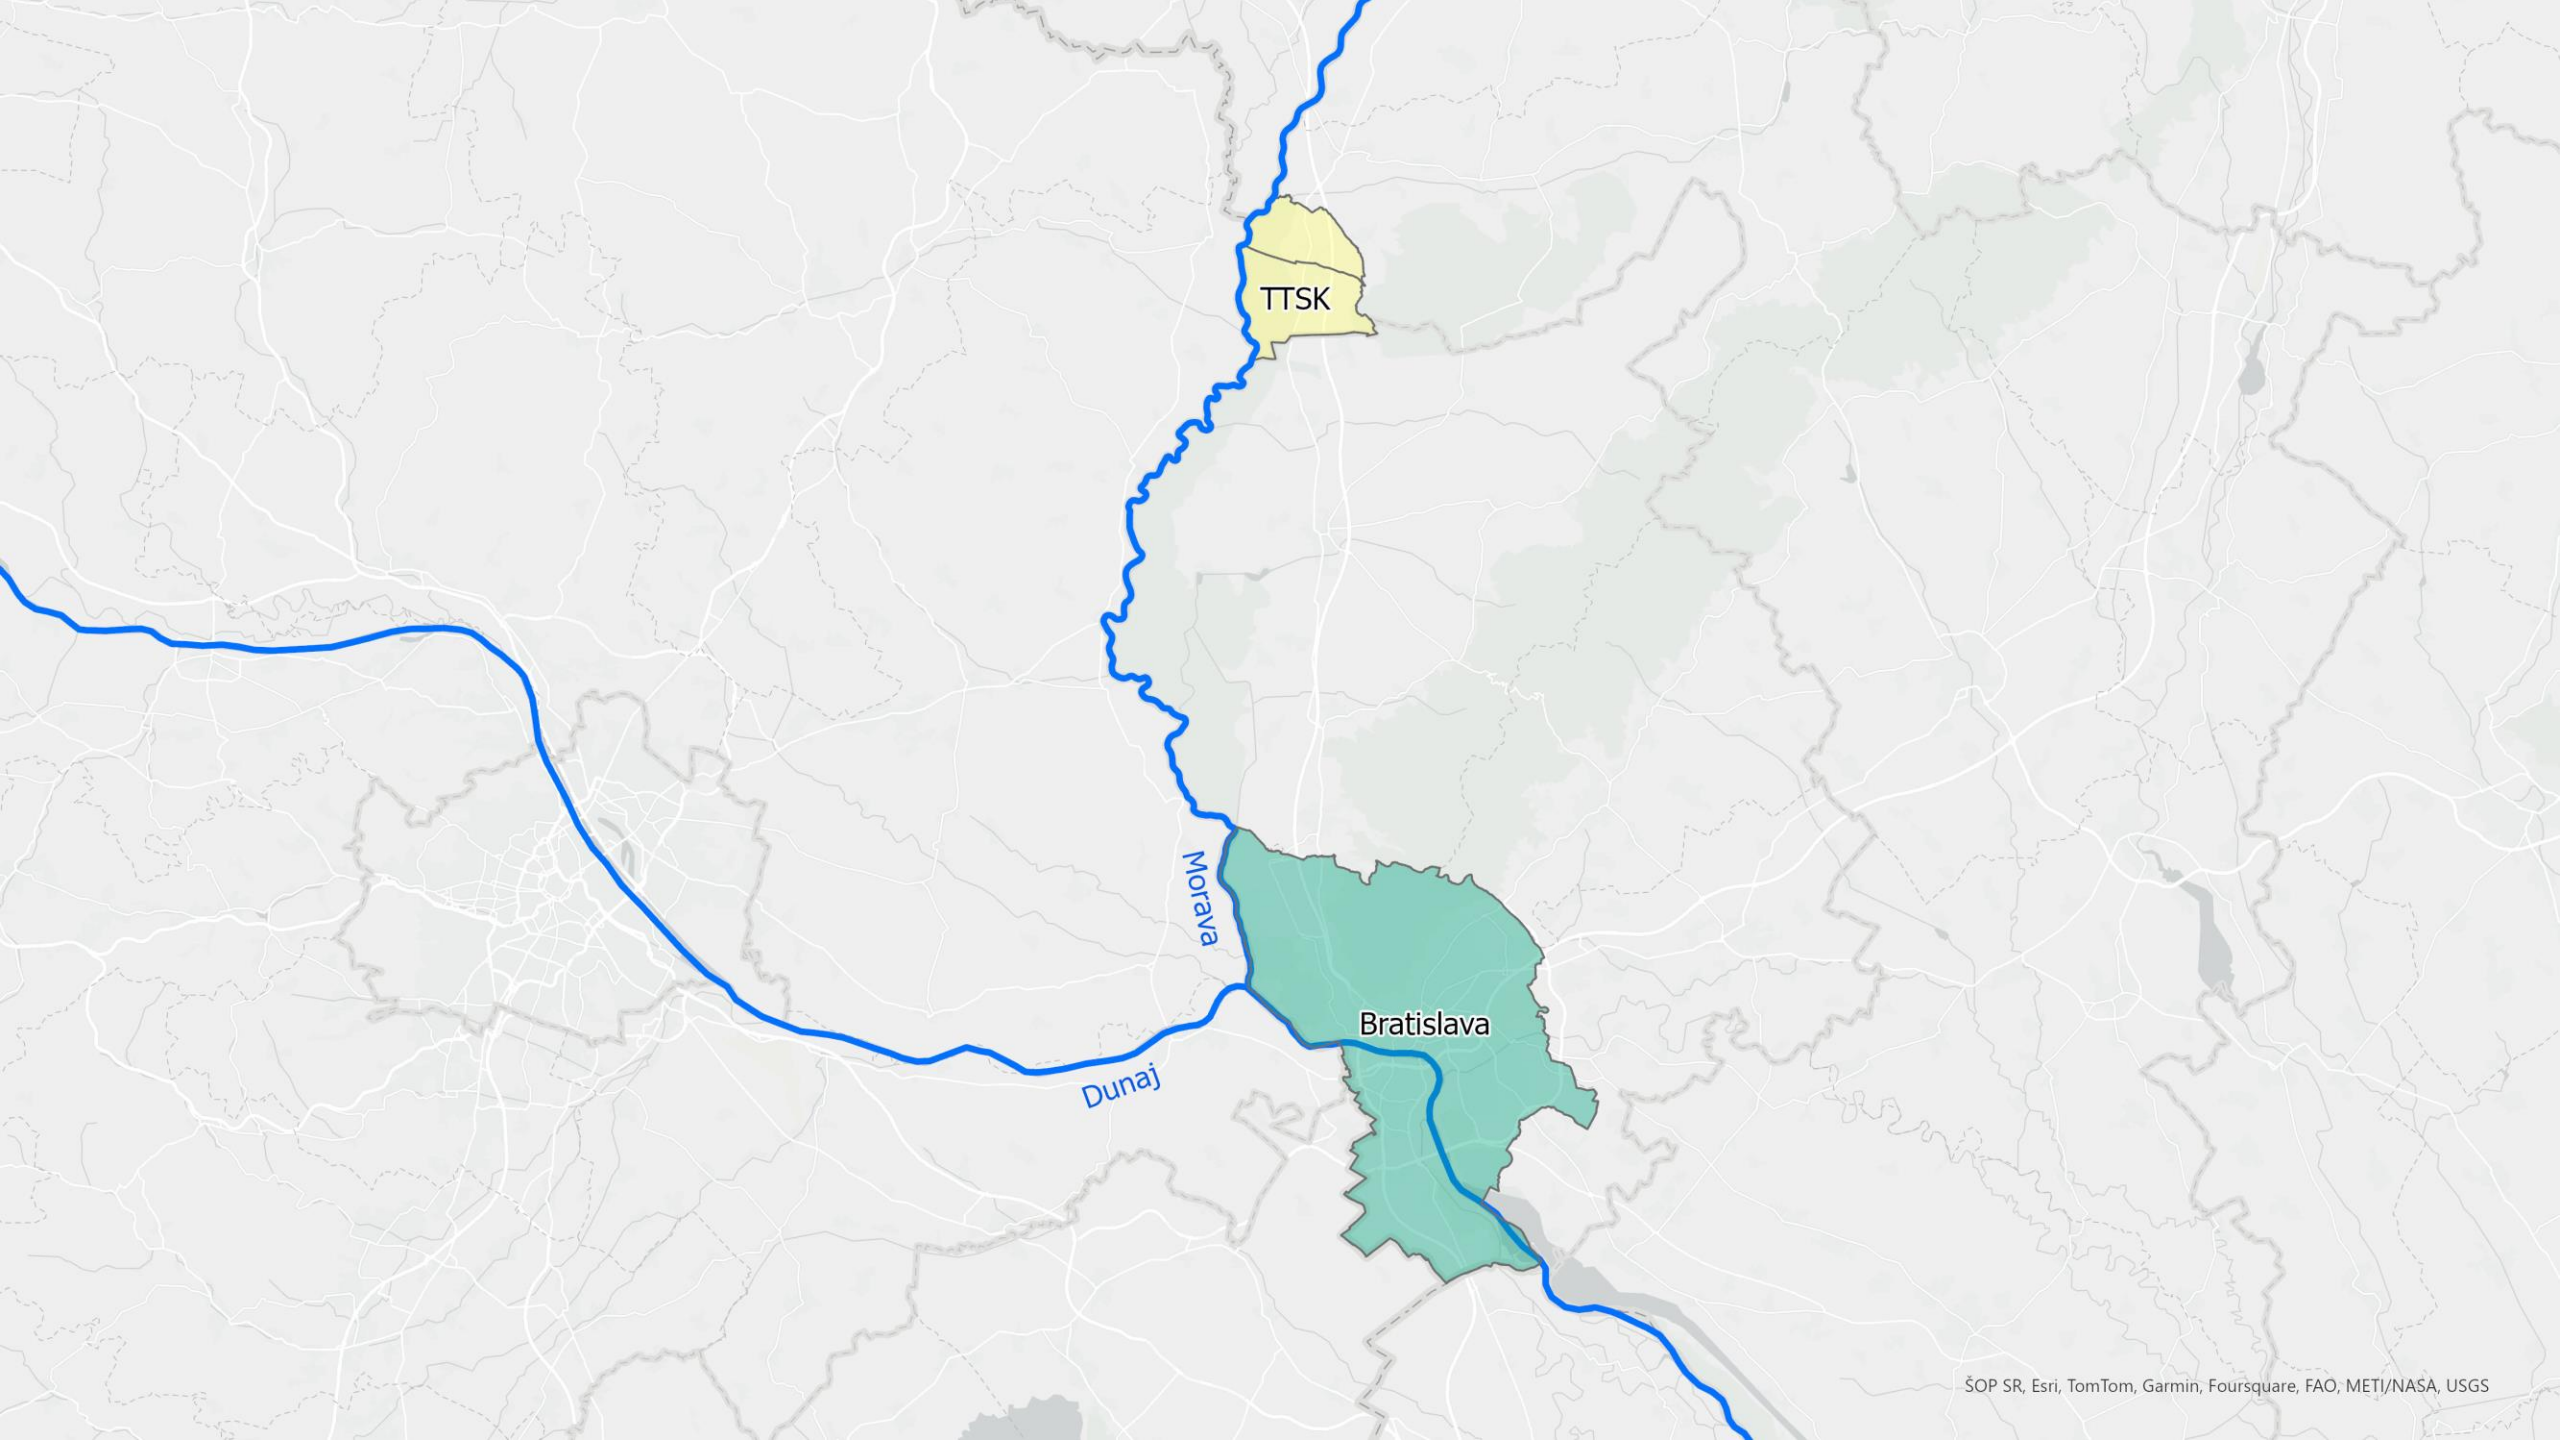 TTSK
Morava
Bratislava
Dunaj
ŠOP SR, Esri, TomTom, Garmin, Foursquare, FAO, METI/NASA, USGS